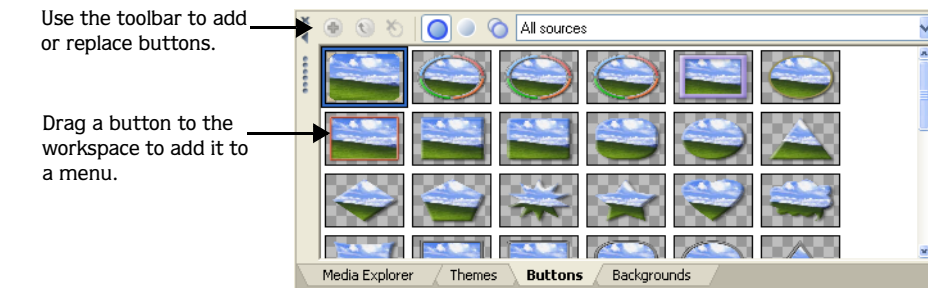 Use the toolbar to add
or replace buttons.
All sources
Drag a button to the
workspace to add it to
a menu.
Media Explorer
Themes
Buttons
Backgrounds